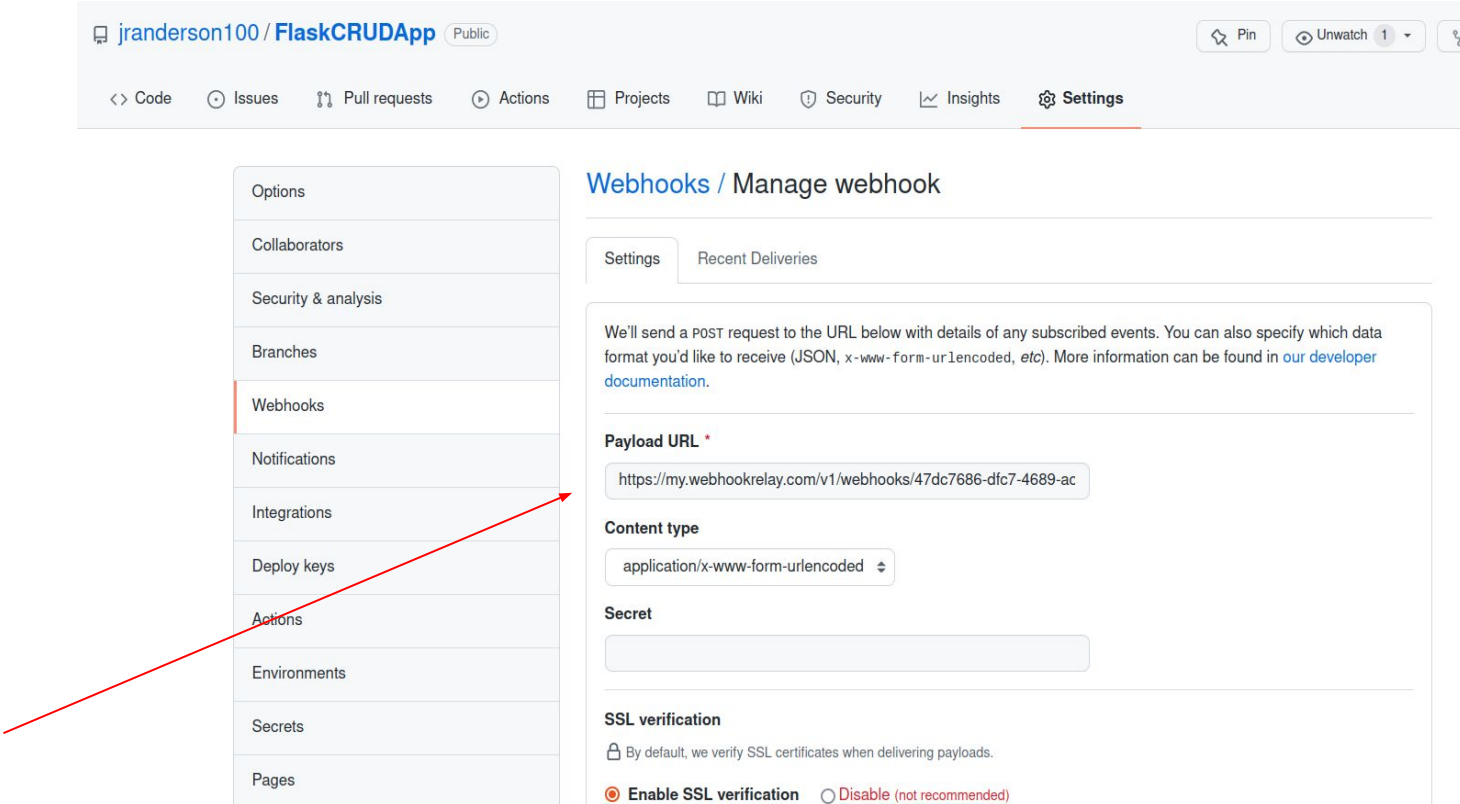 jranderson100 / FlaskCRUDApp Public
Pin
Unwatch 1
Code Issues Pull requests Actions Projects Wiki Security Insights Settings
Options
Collaborators
Security & analysis
Branches
Webhooks
Notifications
Integrations
Deploy keys
Actions
Environments
Secrets
Pages
Webhooks / Manage webhook
Settings Recent Deliveries
We'll send a POST request to the URL below with details of any subscribed events. You can also specify which data
format you'd like to receive (JSON, x-www-form-urlencoded, etc). More information can be found in our developer
documentation.
Payload URL *
https://my.webhookrelay.com/v1/webhooks/47dc7686-dfc7-4689-ac
Content type
application/x-www-form-urlencoded
Secret
SSL verification
By default, we verify SSL certificates when delivering payloads.
Enable SSL verification Disable (not recommended)